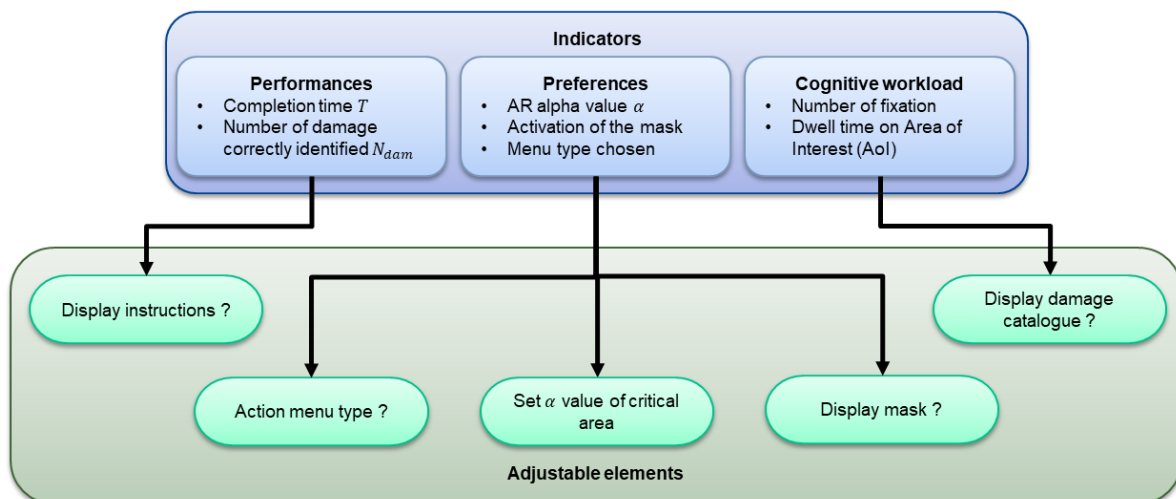 Indicators
Performances
• Completion time T
• Number of damage
correctly identified N_dam
Preferences
• AR alpha value α
• Activation of the mask
• Menu type chosen
Cognitive workload
• Number of fixation
• Dwell time on Area of
Interest (AoI)
Display instructions ?
Display damage
catalogue ?
Action menu type ?
Set α value of critical
area
Display mask ?
Adjustable elements